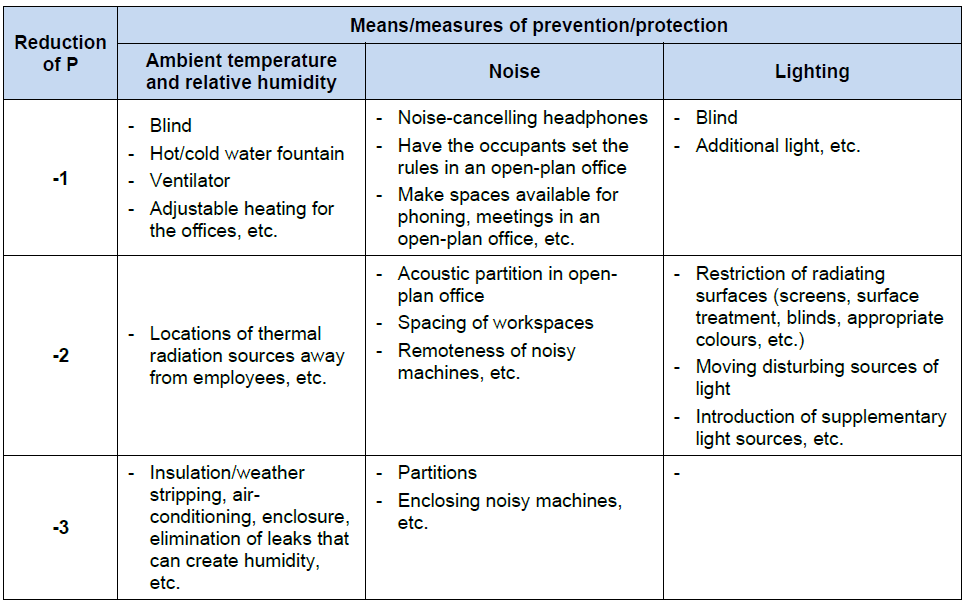 Reduction
of P
Means/measures of prevention/protection
Ambient temperature
and relative humidity
Noise
Lighting
-1
- Blind
- Hot/cold water fountain
- Ventilator
- Adjustable heating for
the offices, etc.
- Noise-cancelling headphones
- Have the occupants set the
rules in an open-plan office
- Make spaces available for
phoning, meetings in an
open-plan office, etc.
- Blind
- Additional light, etc.
-2
- Locations of thermal
radiation sources away
from employees, etc.
- Acoustic partition in open-
plan office
- Spacing of workspaces
- Remoteness of noisy
machines, etc.
- Restriction of radiating
surfaces (screens, surface
treatment, blinds, appropriate
colours, etc.)
- Moving disturbing sources of
light
- Introduction of supplementary
light sources, etc.
-3
- Insulation/weather
stripping, air-
conditioning, enclosure,
elimination of leaks that
can create humidity,
etc.
- Partitions
- Enclosing noisy machines,
etc.
-